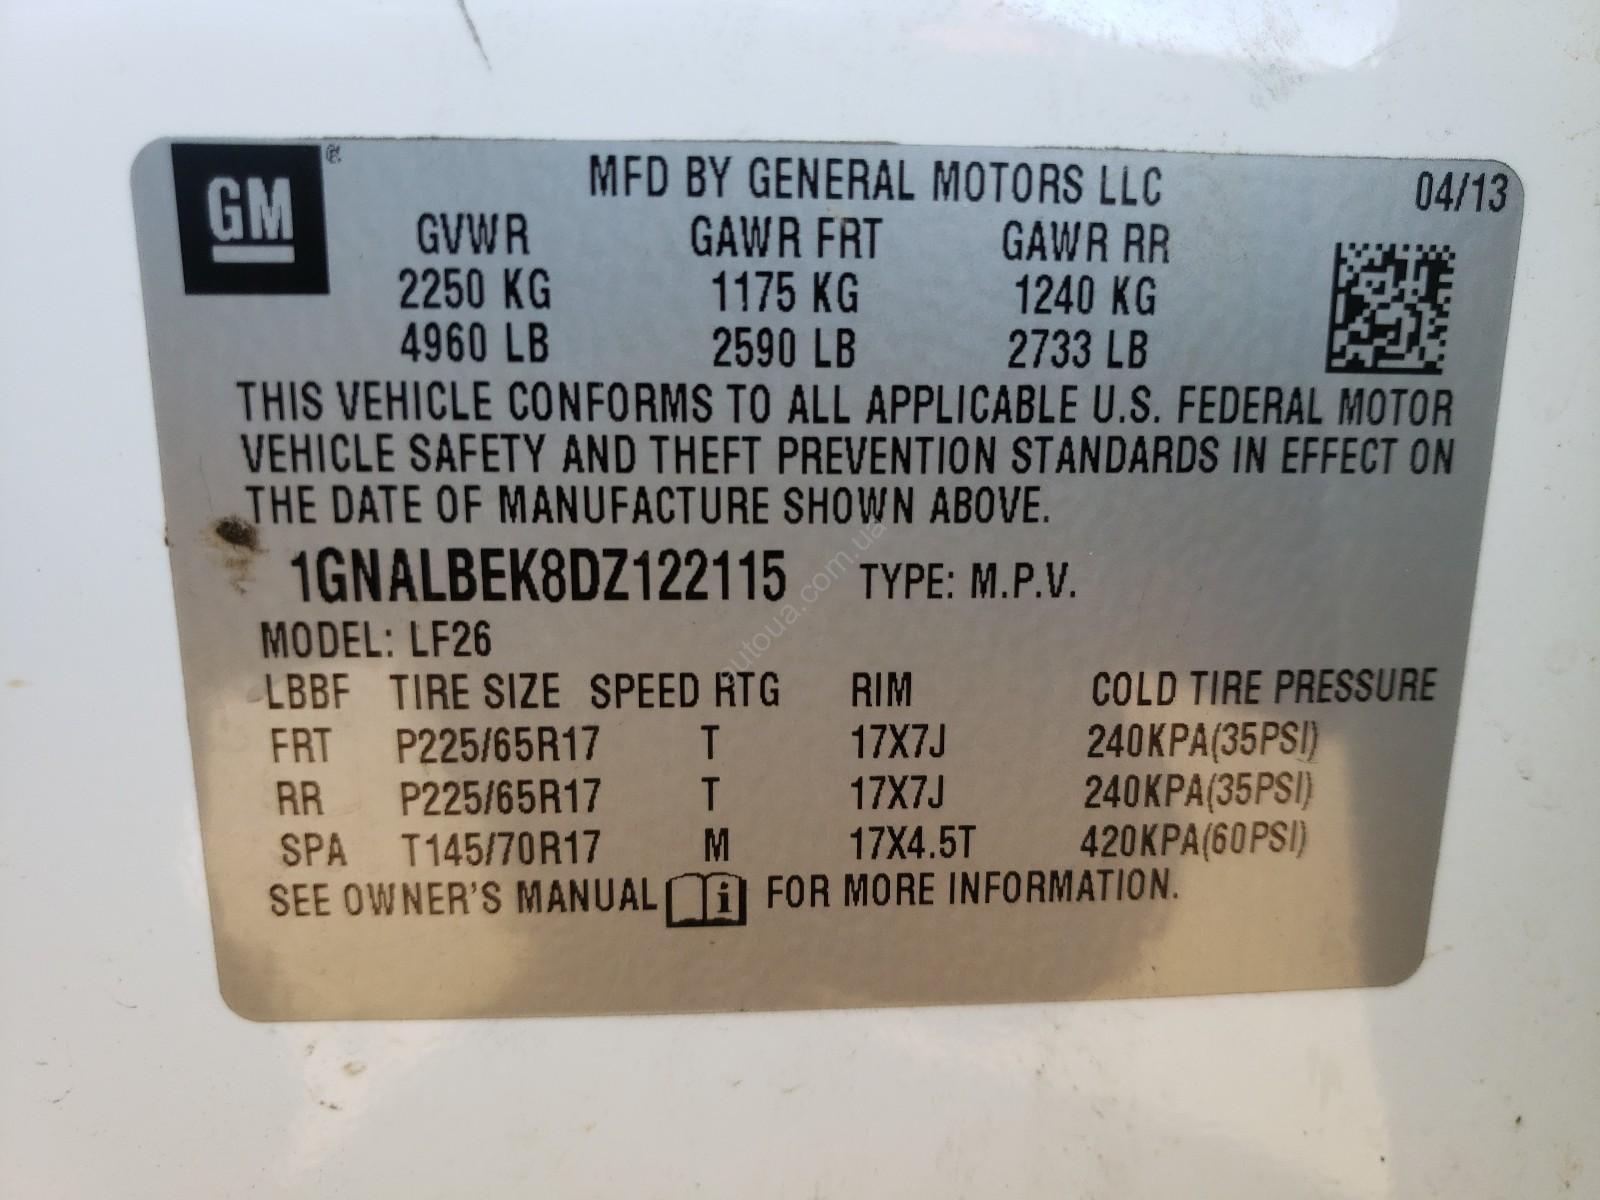 GM
MFD BY GENERAL MOTORS LLC 04/13
GVWR GAWR FRT GAWR RR
2250 KG 1175 KG 1240 KG
4960 LB 2590 LB 2733 LB
THIS VEHICLE CONFORMS TO ALL APPLICABLE U.S. FEDERAL MOTOR
VEHICLE SAFETY AND THEFT PREVENTION STANDARDS IN EFFECT ON
THE DATE OF MANUFACTURE SHOWN ABOVE.
1GNALBEK8DZ122115 TYPE: M.P.V.
MODEL: LF26
LBBF TIRE SIZE SPEED RTG RIM COLD TIRE PRESSURE
FRT P225/65R17 T 17X7J 240KPA(35PSI)
RR P225/65R17 T 17X7J 240KPA(35PSI)
SPA T145/70R17 M 17X4.5T 420KPA(60PSI)
SEE OWNER'S MANUAL i FOR MORE INFORMATION.
autoua.com.ua